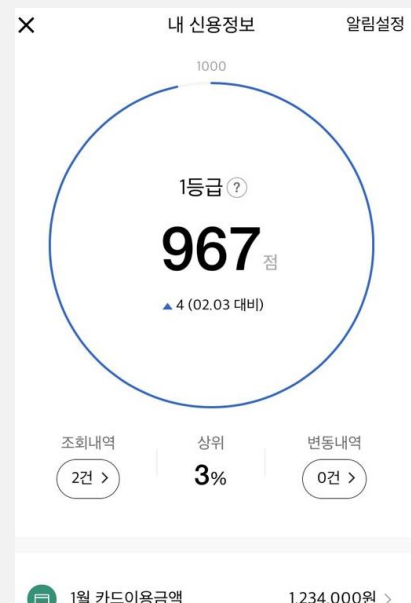 내 신용정보 알림설정
1000
1등급 ?
967 점
▲ 4 (02.03 대비)
조회내역 상위 변동내역
2건 > 3% 0건 >
1월 카드이용금액 1,234,000원 >